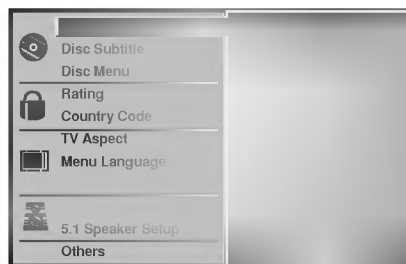 Disc Subtitle
Disc Menu
Rating
Country Code
TV Aspect
Menu Language
5.1 Speaker Setup
Others